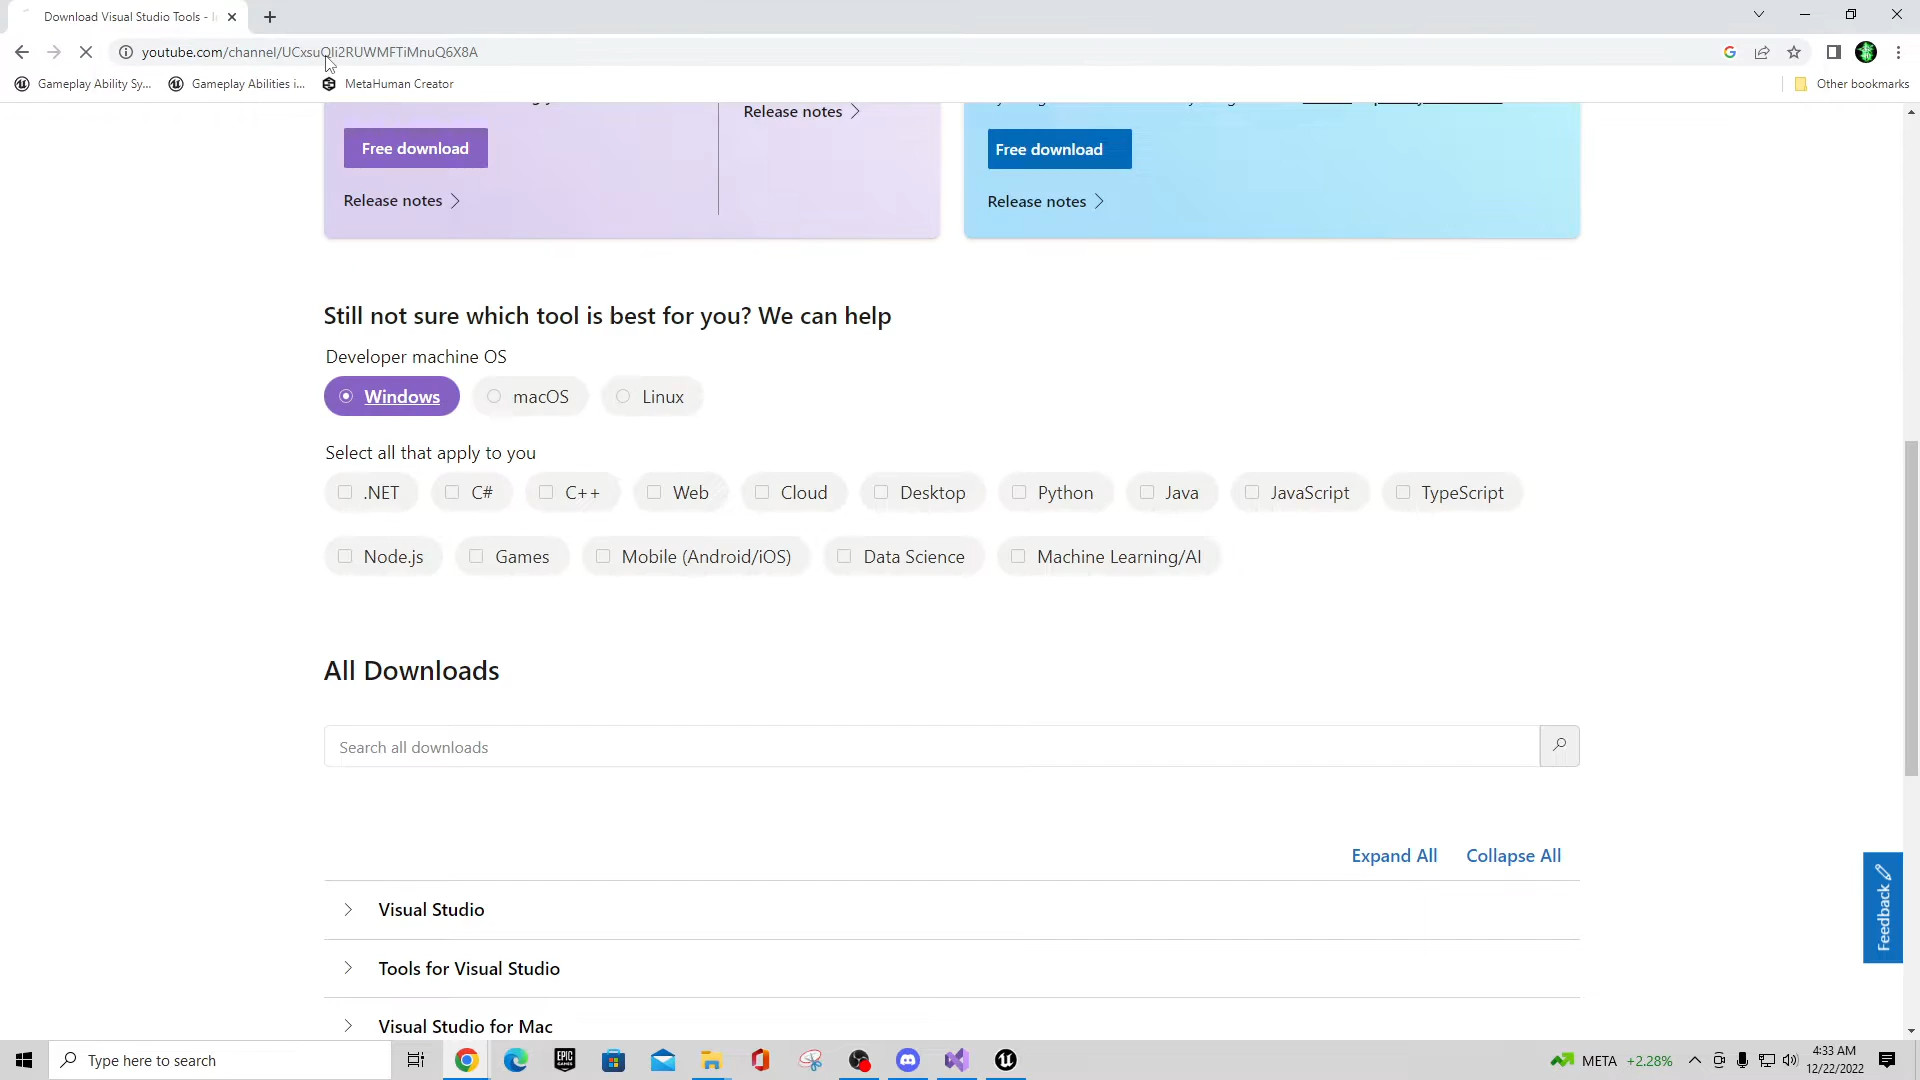 Download Visual Studio Tools - I
youtube.com/channel/UCxsuQIi2RUWMFTiMnuQ6X8A
Gameplay Ability Sy... Gameplay Abilities i... MetaHuman Creator Other bookmarks
Release notes
Free download Free download
Release notes Release notes
Still not sure which tool is best for you? We can help
Developer machine OS
Windows macOS Linux
Select all that apply to you
.NET C# C++ Web Cloud Desktop Python Java JavaScript TypeScript
Node.js Games Mobile (Android/iOS) Data Science Machine Learning/AI
All Downloads
Search all downloads
Expand All Collapse All
Visual Studio
Tools for Visual Studio
Visual Studio for Mac
Feedback
Type here to search
EPIC GAMES
META +2.28%
4:33 AM
12/22/2022